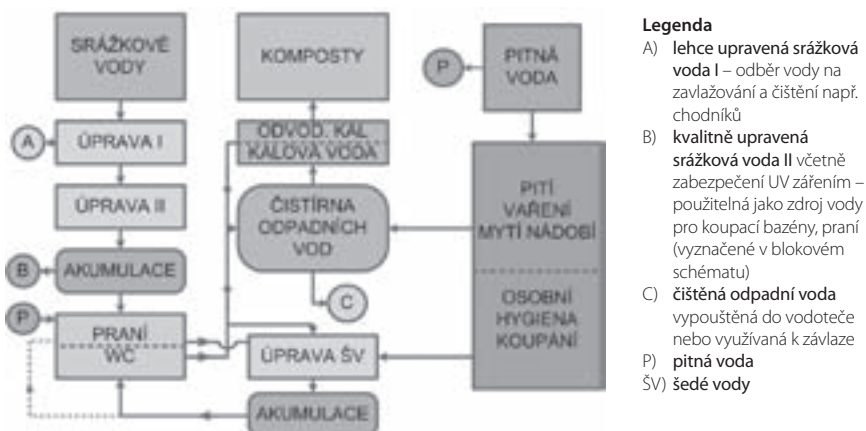 SRÁŽKOVÉ
VODY
KOMPOSTY
P
PITNÁ
VODA
A
ÚPRAVA I
ODVOD. KAL
KALOVÁ VODA
ÚPRAVA II
ČISTÍRNA
ODPADNÍCH
VOD
PITÍ
VAŘENÍ
MYTÍ NÁDOBÍ
B
AKUMULACE
C
OSOBNÍ
HYGIENA
KOUPÁNÍ
P
PRANÍ
WC
ÚPRAVA ŠV
AKUMULACE
Legenda
A) lehce upravená srážková
voda I – odběr vody na
zavlažování a čištění např.
chodníků
B) kvalitně upravená
srážková voda II včetně
zabezpečení UV zářením –
použitelná jako zdroj vody
pro koupací bazény, praní
(vyznačené v blokovém
schématu)
C) čištěná odpadní voda
vypouštěná do vodoteče
nebo využívaná k závlaze
P) pitná voda
ŠV) šedé vody